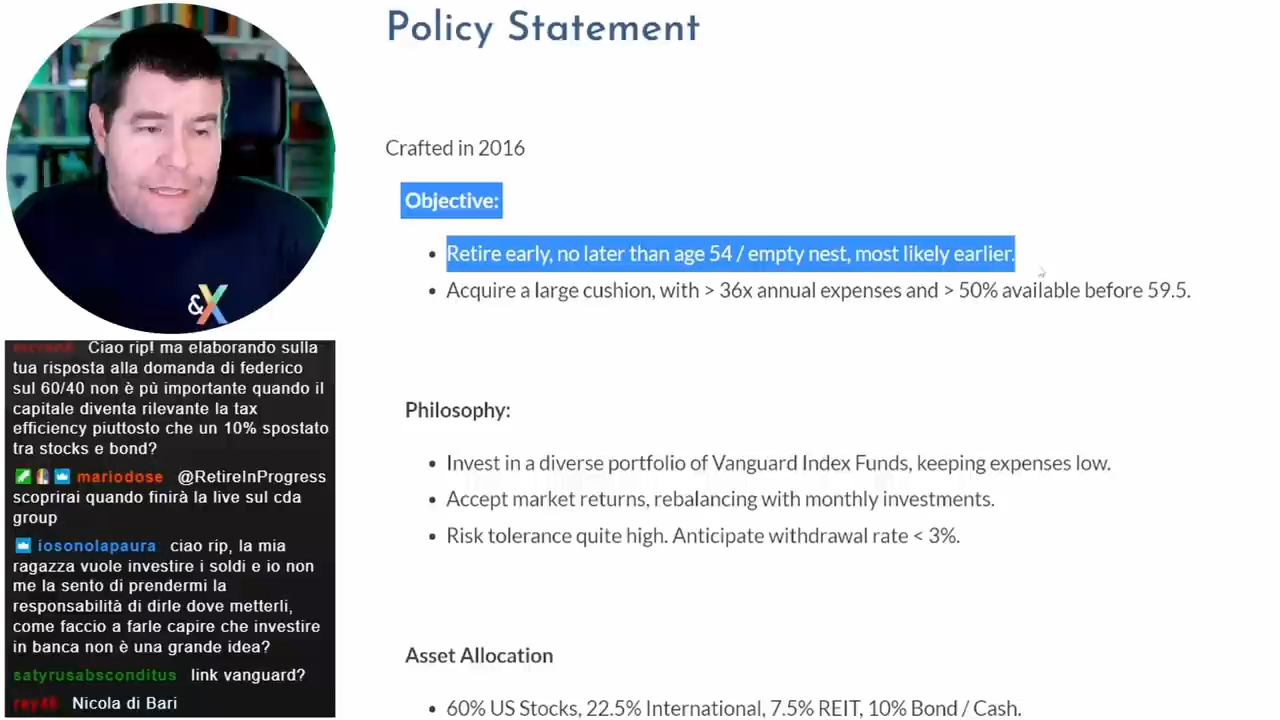 Policy Statement
Crafted in 2016
Objective:
• Retire early, no later than age 54 / empty nest, most likely earlier.
• Acquire a large cushion, with > 36x annual expenses and > 50% available before 59.5.
Philosophy:
• Invest in a diverse portfolio of Vanguard Index Funds, keeping expenses low.
• Accept market returns, rebalancing with monthly investments.
• Risk tolerance quite high. Anticipate withdrawal rate < 3%.
Asset Allocation
• 60% US Stocks, 22.5% International, 7.5% REIT, 10% Bond / Cash.
&X
Ciao rip! ma elaborando sulla
tua risposta alla domanda di federico
sul 60/40 non è pù importante quando il
capitale diventa rilevante la tax
efficiency piuttosto che un 10% spostato
tra stocks e bond?
mariodose @RetireInProgress
scoprirai quando finirà la live sul cda
group
iosonolapaura ciao rip, la mia
ragazza vuole investire i soldi e io non
me la sento di prendermi la
responsabilità di dirle dove metterli,
come faccio a farle capire che investire
in banca non è una grande idea?
satyrusabsconditus link vanguard?
Nicola di Bari